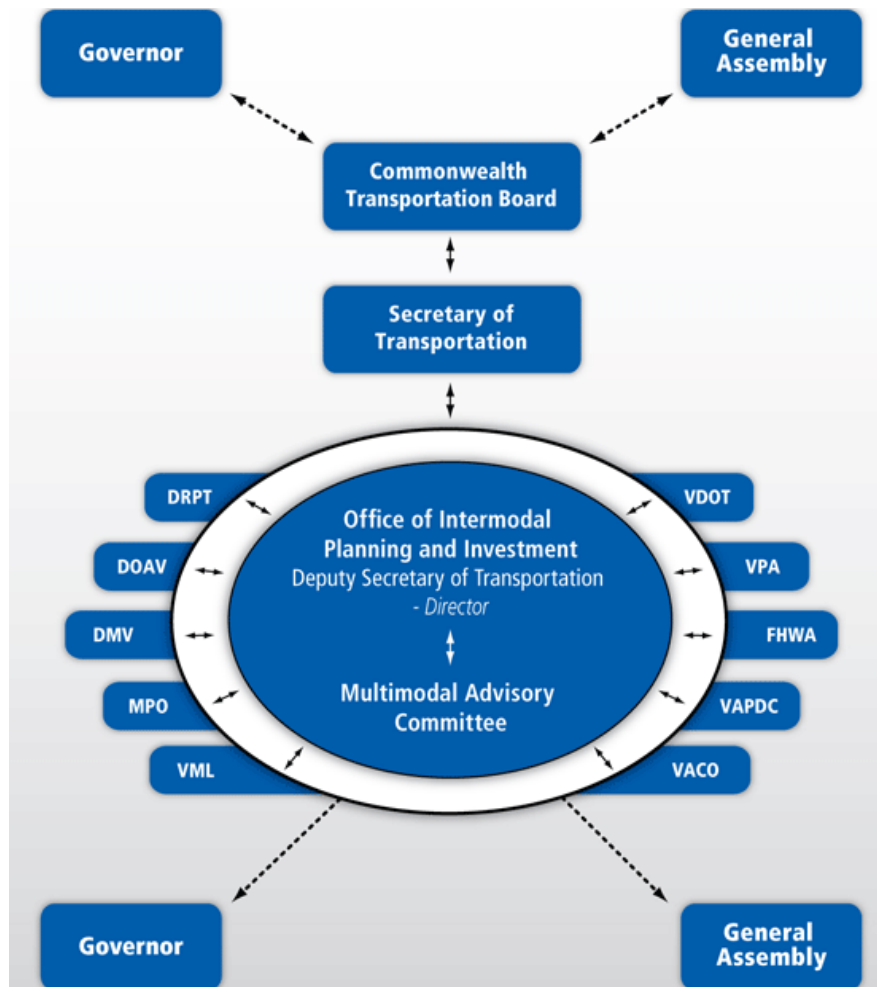 Governor
General
Assembly
Commonwealth
Transportation Board
Secretary of
Transportation
DRPT
VDOT
Office of Intermodal
Planning and Investment
Deputy Secretary of Transportation
- Director
DOAV
VPA
DMV
FHWA
Multimodal Advisory
Committee
MPO
VAPDC
VML
VACO
Governor
General
Assembly